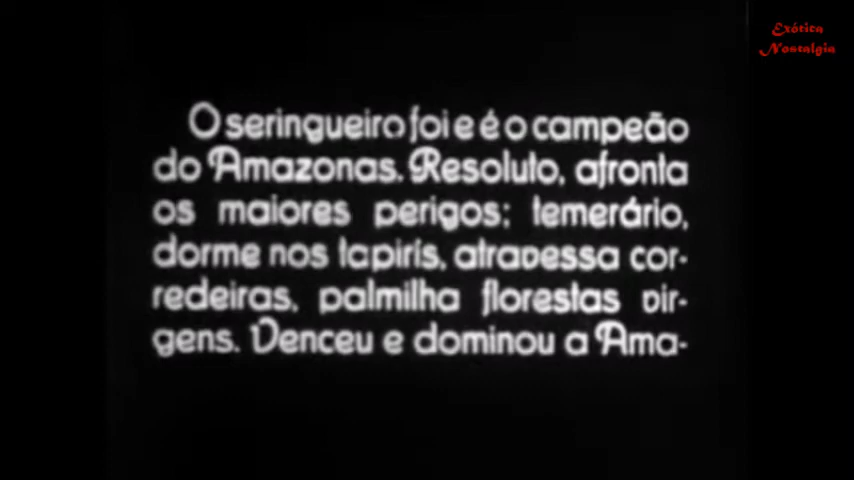 Exótica
Nostalgia
O seringueiro foi e é o campeão
do Amazonas. Resoluto, afronta
os maiores perigos; temerário,
dorme nos tapiris, atravessa cor-
redeiras, palmilha florestas vir-
gens. Venceu e dominou a Ama-